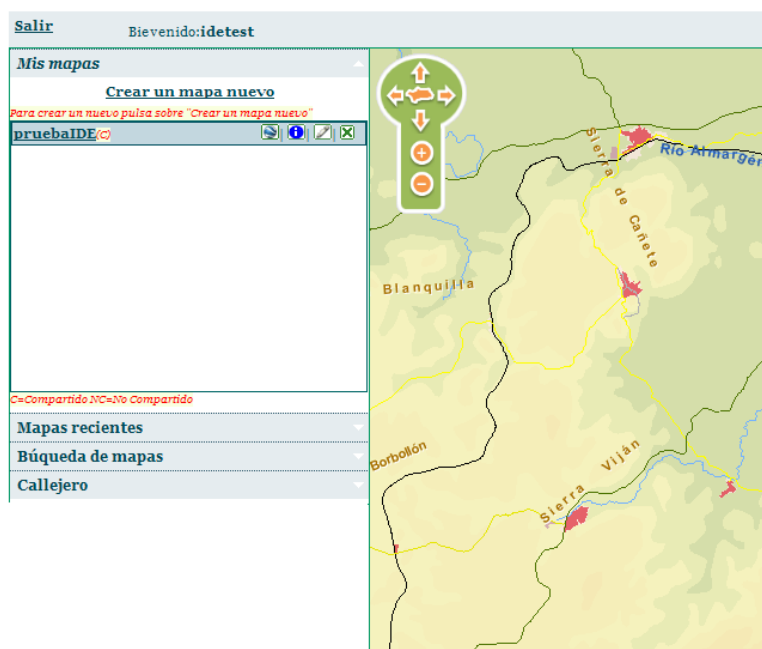 Salir
Bievenido:idetest
Mis mapas
Crear un mapa nuevo
Para crear un nuevo pulsa sobre "Crear un mapa nuevo"
pruebaIDE(C)
C=Compartido NC=No Compartido
Mapas recientes
Búqueda de mapas
Callejero
Río Almargén
Sierra de Cañete
Blanquilla
Borbollón
Sierra Viján